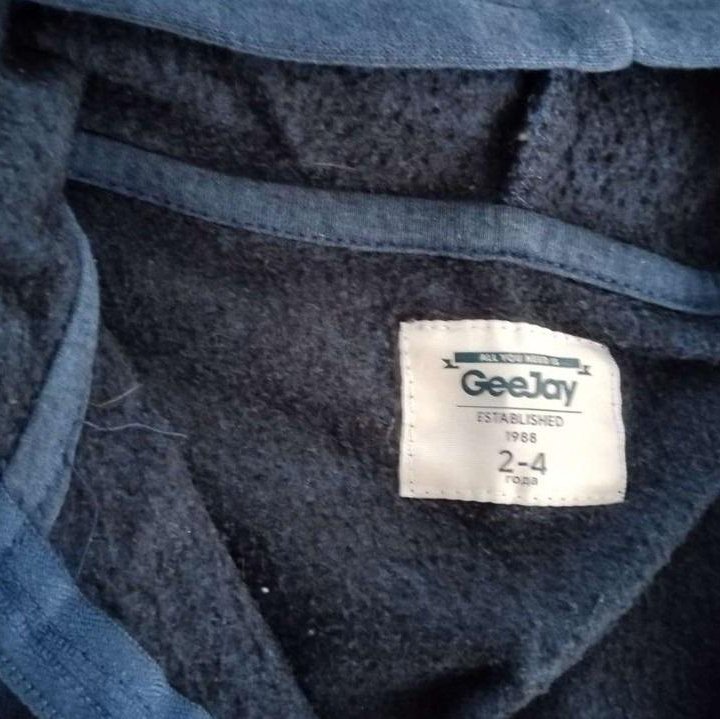 ALL YOU NEED IS
GeeJay
ESTABLISHED
1988
2-4
года